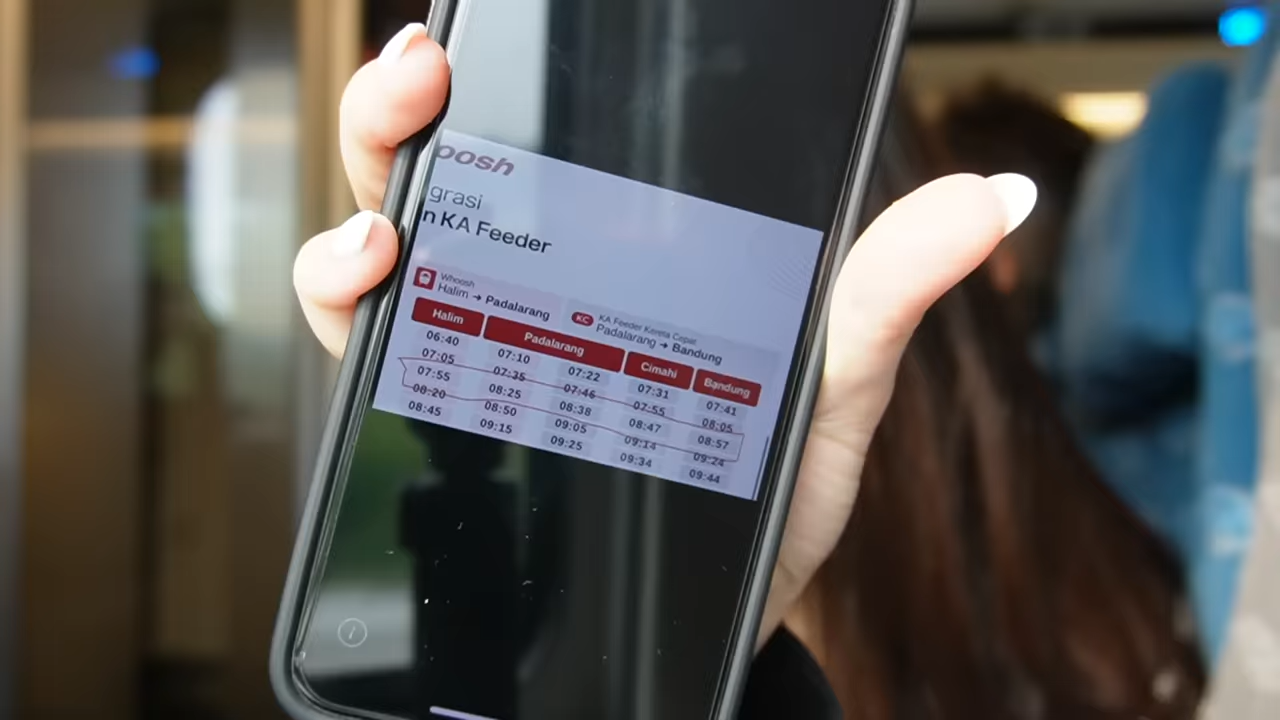 oosh
grasi
n KA Feeder
Whoosh
Halim → Padalarang
KC KA Feeder Kereta Cepat
Padalarang → Bandung
Halim Padalarang Cimahi Bandung
06:40 07:10 07:22 07:31 07:41
07:05 07:35 07:46 07:55 08:05
07:55 08:25 08:38 08:47 08:57
08:20 08:50 09:05 09:14 09:24
08:45 09:15 09:25 09:34 09:44